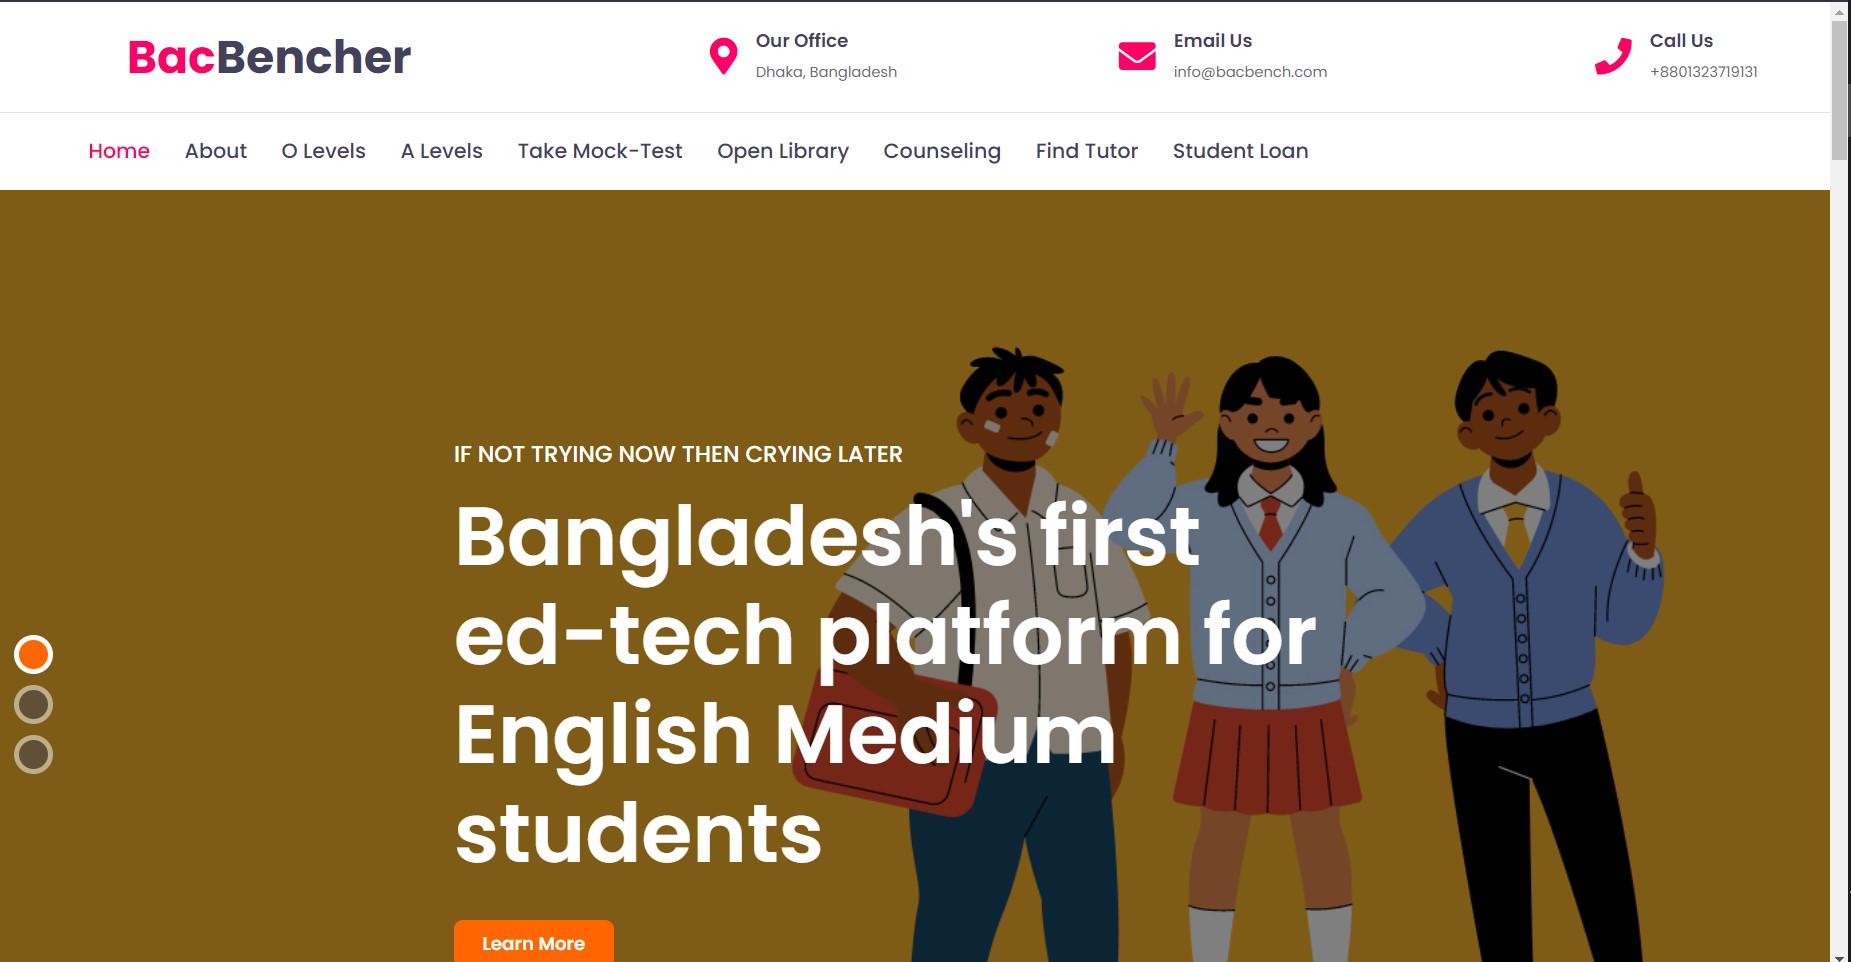 BacBencher
Our Office
Dhaka, Bangladesh
Email Us
info@bacbench.com
Call Us
+8801323719131
Home About O Levels A Levels Take Mock-Test Open Library Counseling Find Tutor Student Loan
IF NOT TRYING NOW THEN CRYING LATER
Bangladesh's first
ed-tech platform for
English Medium
students
Learn More